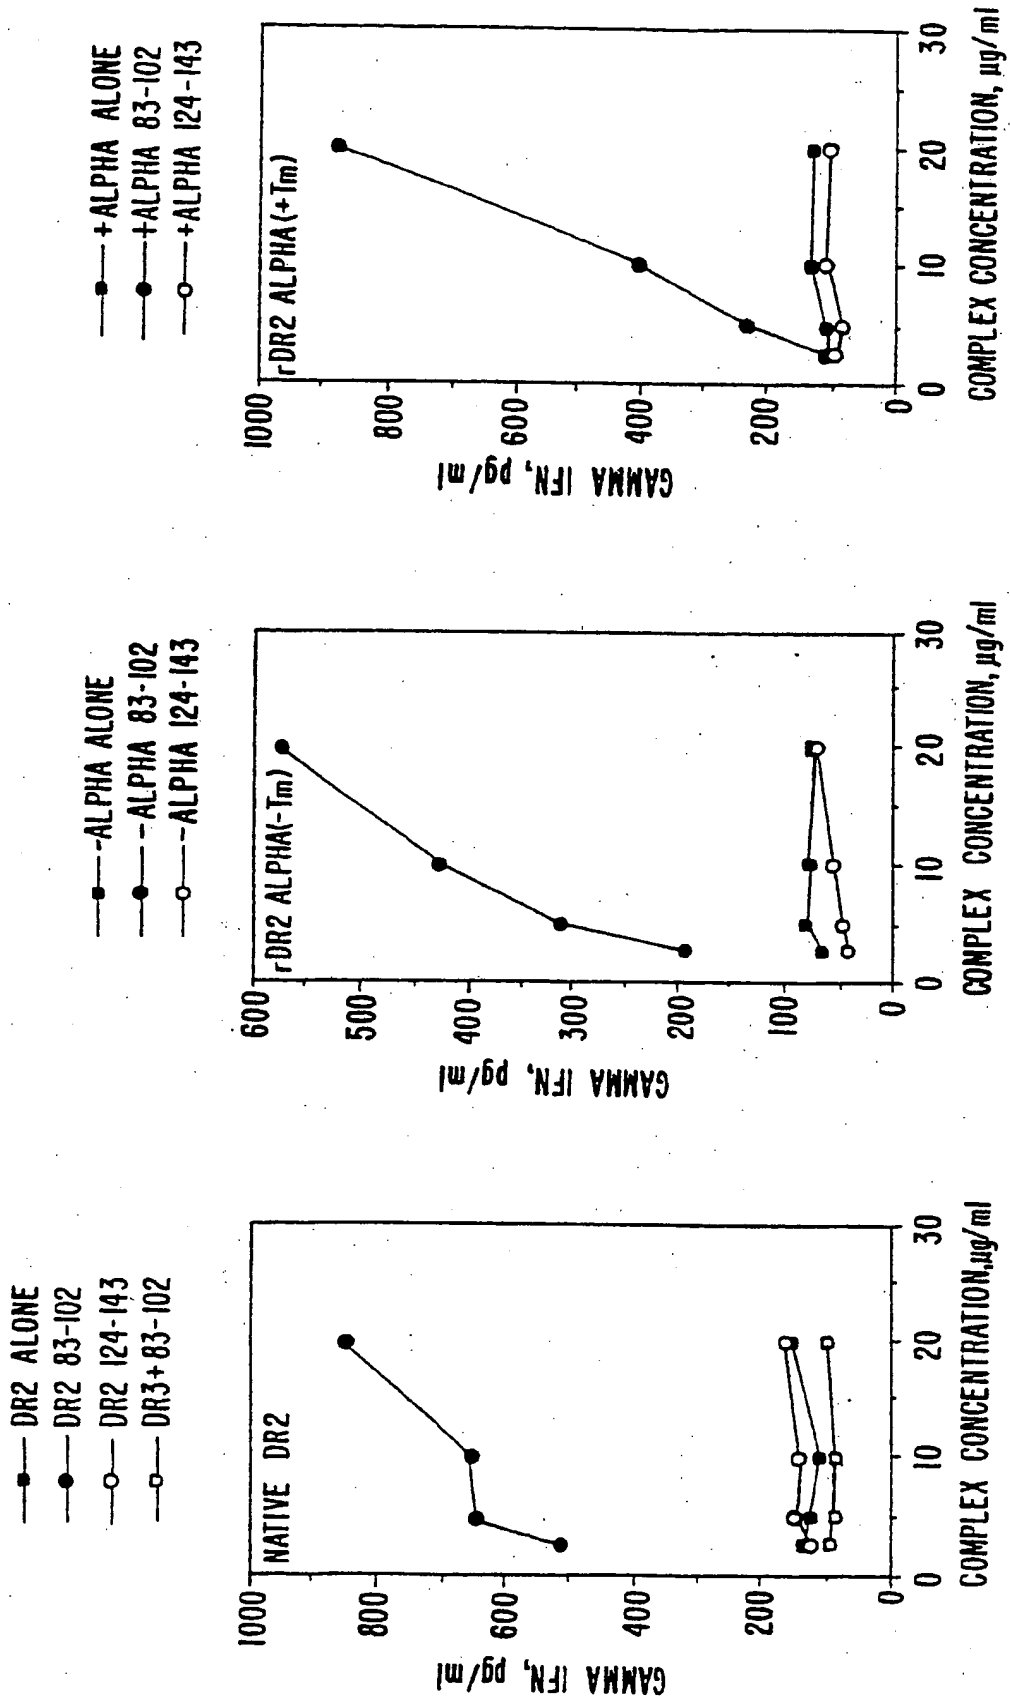 DR2 ALONE
DR2 83-102
DR2 124-143
DR3+83-102
NATIVE DR2
1000
800
600
400
200
0
GAMMA IFN, pg/ml
0 10 20 30
COMPLEX CONCENTRATION,µg/ml
-ALPHA ALONE
-ALPHA 83-102
-ALPHA 124-143
rDR2 ALPHA(-Tm)
600
500
400
300
200
100
0
GAMMA IFN, pg/ml
0 10 20 30
COMPLEX CONCENTRATION, µg/ml
+ALPHA ALONE
+ALPHA 83-102
+ALPHA 124-143
rDR2 ALPHA(+Tm)
1000
800
600
400
200
0
GAMMA IFN, pg/ml
0 10 20 30
COMPLEX CONCENTRATION, µg/ml